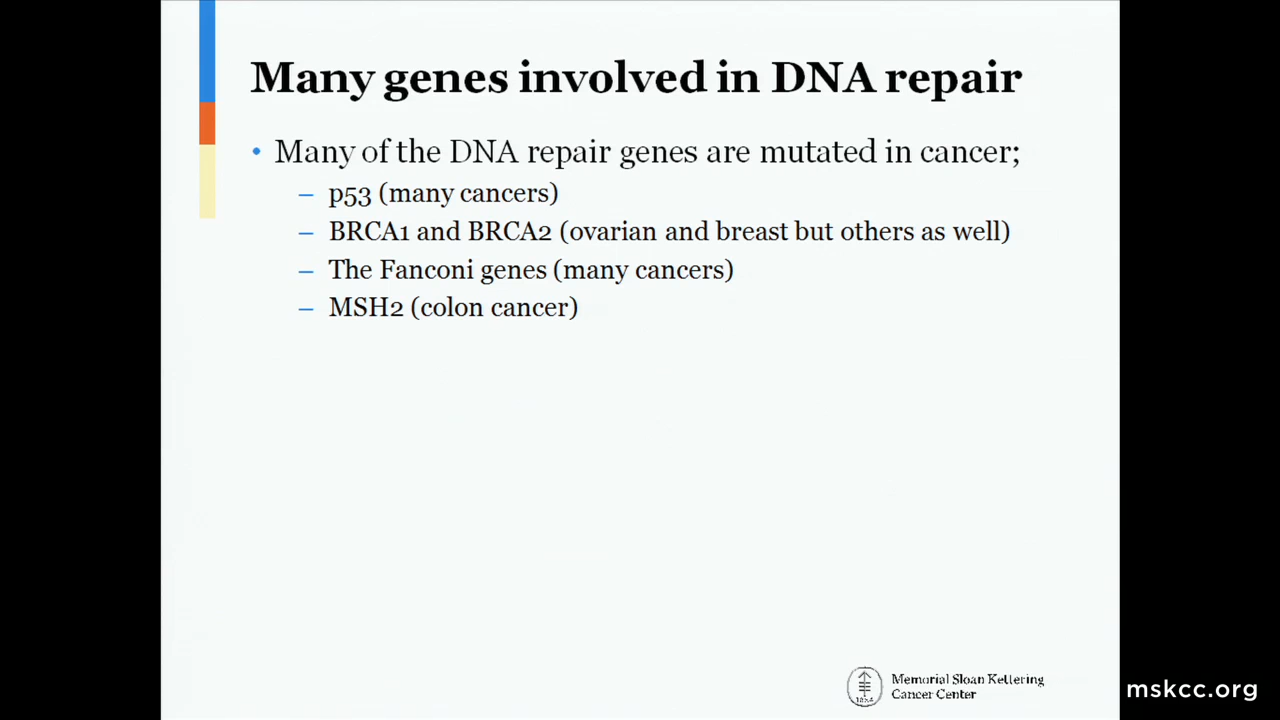 Many genes involved in DNA repair
• Many of the DNA repair genes are mutated in cancer;
– p53 (many cancers)
– BRCA1 and BRCA2 (ovarian and breast but others as well)
– The Fanconi genes (many cancers)
– MSH2 (colon cancer)
Memorial Sloan Kettering
Cancer Center
mskcc.org